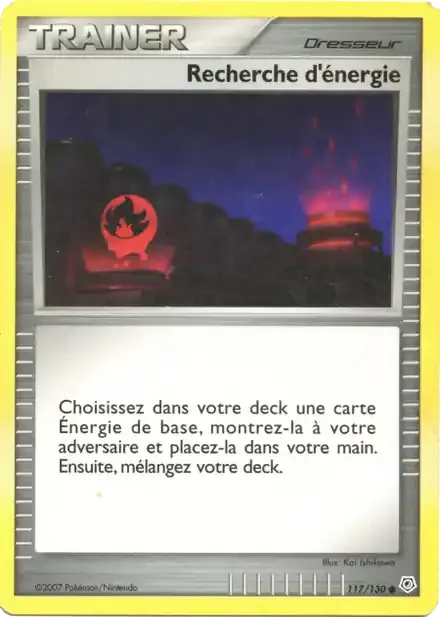 TRAINER
Dresseur
Recherche d'énergie
Choisissez dans votre deck une carte
Énergie de base, montrez-la à votre
adversaire et placez-la dans votre main.
Ensuite, mélangez votre deck.
Illus. Kai Ishikawa
©2007 Pokémon/Nintendo
117/130